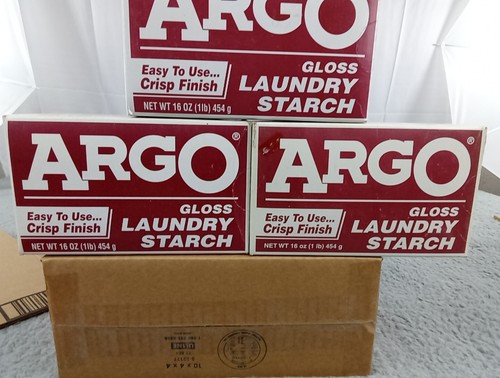 ARGO
Easy To Use...
Crisp Finish
GLOSS
LAUNDRY
STARCH
NET WT 16 OZ (1lb) 454 g
ARGO®
Easy To Use...
Crisp Finish
GLOSS
LAUNDRY
STARCH
NET WT 16 OZ (1lb) 454 g
ARGO®
Easy To Use...
Crisp Finish
GLOSS
LAUNDRY
STARCH
NET WT 16 oz (1 lb) 454 g
10x4x4
ULINE